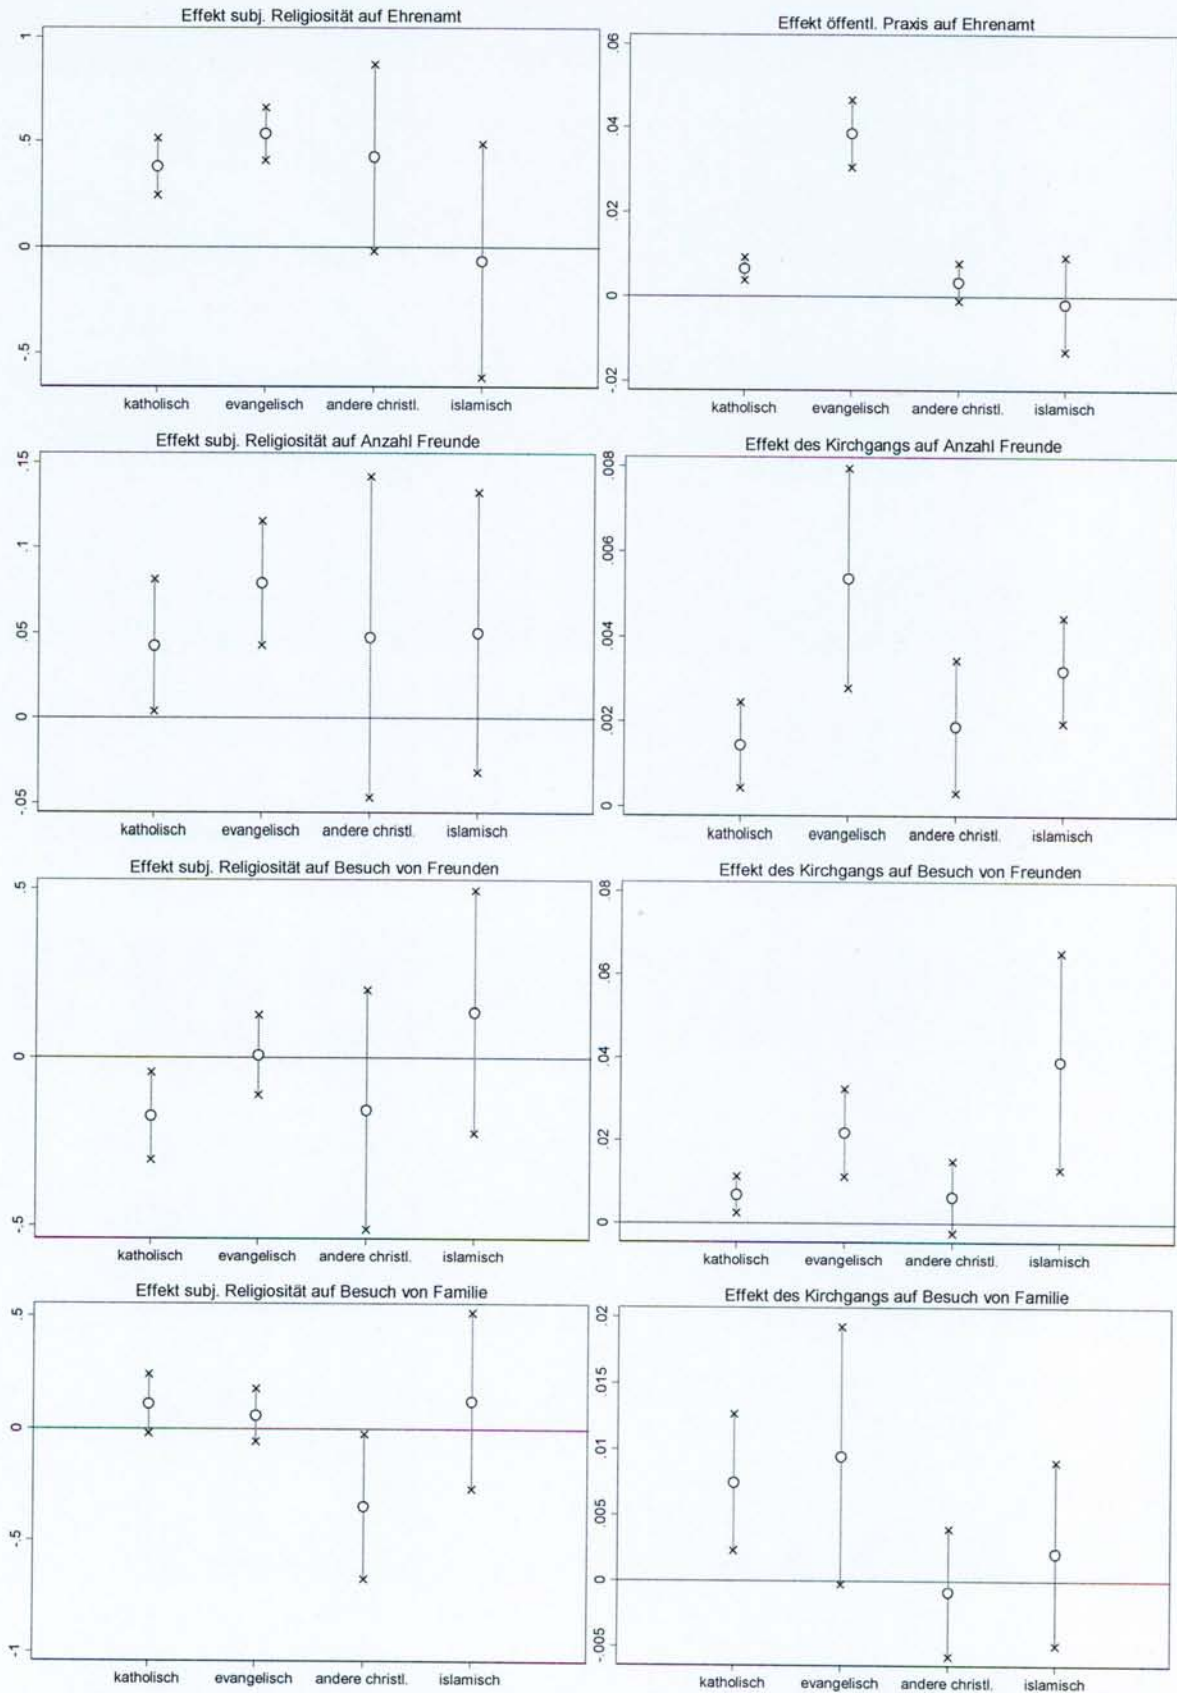 Effekt subj. Religiosität auf Ehrenamt
1
.5
0
-.5
katholisch evangelisch andere christl. islamisch
Effekt öffentl. Praxis auf Ehrenamt
.06
.04
.02
0
-.02
katholisch evangelisch andere christl. islamisch
Effekt subj. Religiosität auf Anzahl Freunde
.15
.1
.05
0
-.05
katholisch evangelisch andere christl. islamisch
Effekt des Kirchgangs auf Anzahl Freunde
.008
.006
.004
.002
0
katholisch evangelisch andere christl. islamisch
Effekt subj. Religiosität auf Besuch von Freunden
.5
0
-.5
katholisch evangelisch andere christl. islamisch
Effekt des Kirchgangs auf Besuch von Freunden
.08
.06
.04
.02
0
katholisch evangelisch andere christl. islamisch
Effekt subj. Religiosität auf Besuch von Familie
.5
0
-.5
-1
katholisch evangelisch andere christl. islamisch
Effekt des Kirchgangs auf Besuch von Familie
.02
.015
.01
.005
0
-.005
katholisch evangelisch andere christl. islamisch